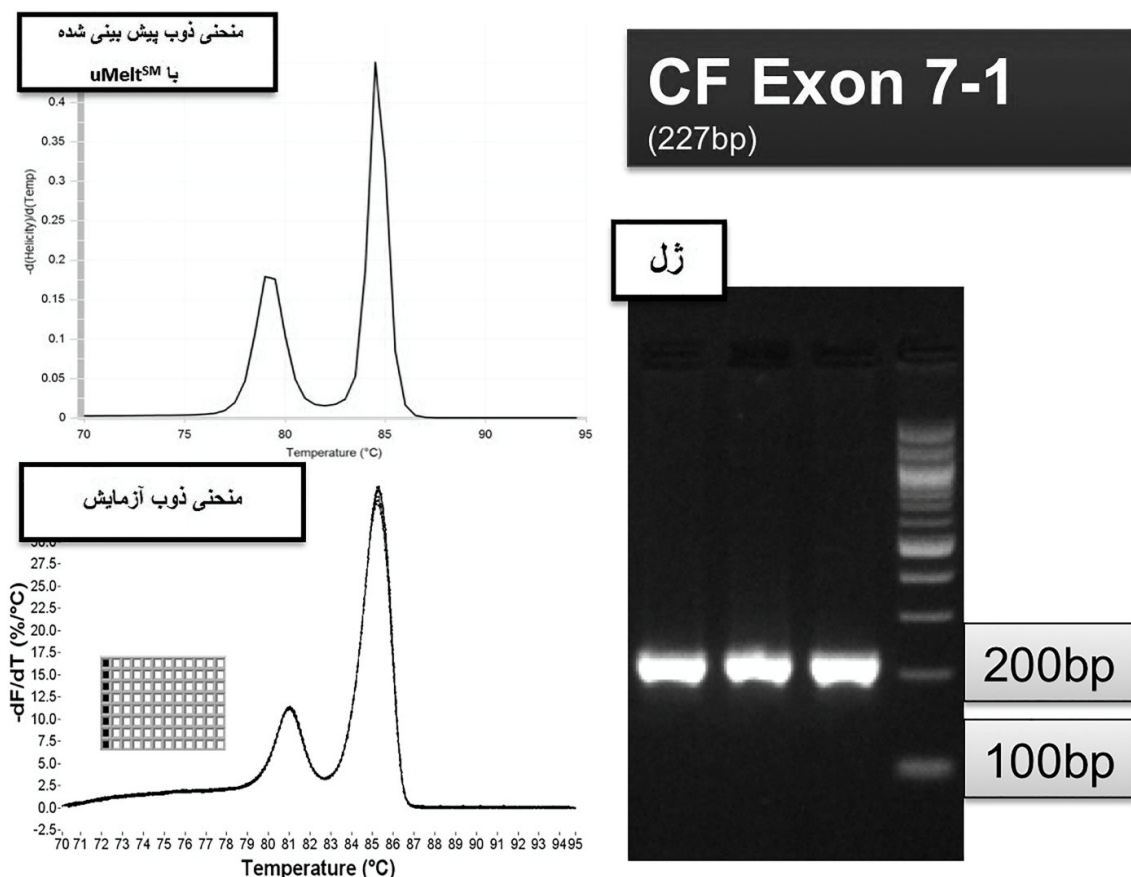 منحنی ذوب پیش بینی شده
با uMeltSM
0.4
0.35
0.3
0.25
0.2
0.15
0.1
0.05
0
-d(Helicity)/d(Temp)
70 75 80 85 90 95
Temperature (°C)
CF Exon 7-1
(227bp)
ژل
200bp
100bp
منحنی ذوب آزمایش
30.0
27.5
25.0
22.5
20.0
17.5
15.0
12.5
10.0
7.5
5.0
2.5
0.0
-2.5
-dF/dT (%/°C)
70 71 72 73 74 75 76 77 78 79 80 81 82 83 84 85 86 87 88 89 90 91 92 93 94 95
Temperature (°C)